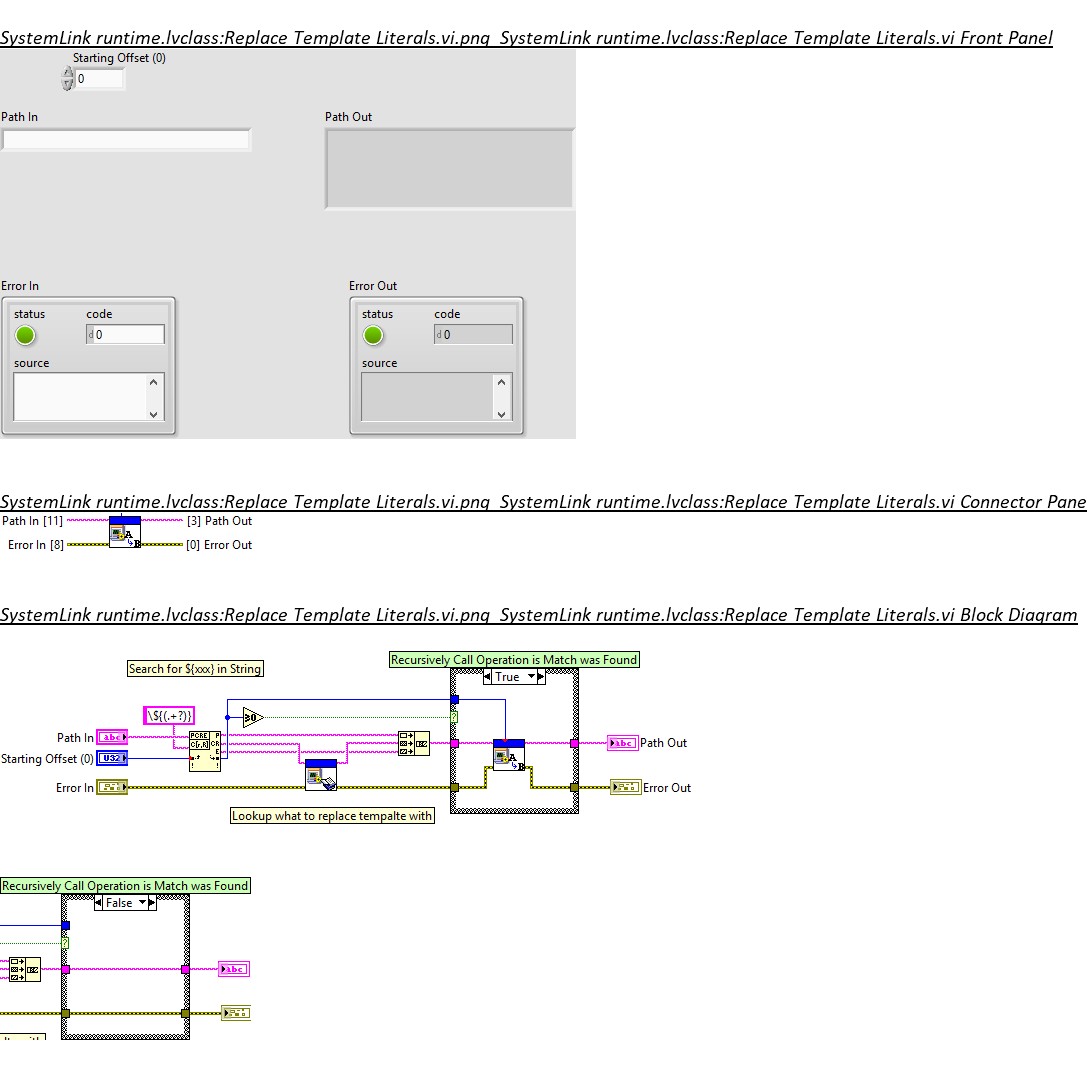 SystemLink runtime.lvclass:Replace Template Literals.vi.png  SystemLink runtime.lvclass:Replace Template Literals.vi Front Panel
Starting Offset (0)
0
Path In
Path Out
Error In
Error Out
status
code
status
code
d 0
d 0
source
source
SystemLink runtime.lvclass:Replace Template Literals.vi.png  SystemLink runtime.lvclass:Replace Template Literals.vi Connector Pane
Path In [11]
[3] Path Out
A
B
Error In [8]
[0] Error Out
SystemLink runtime.lvclass:Replace Template Literals.vi.png  SystemLink runtime.lvclass:Replace Template Literals.vi Block Diagram
Recursively Call Operation is Match was Found
Search for ${xxx} in String
True
\${(.+?)}
≥0
?
Path In
abc
PCRE
Path Out
abc
A
B
Starting Offset (0)
U32
Error In
Error Out
Lookup what to replace tempalte with
Recursively Call Operation is Match was Found
False
?
abc